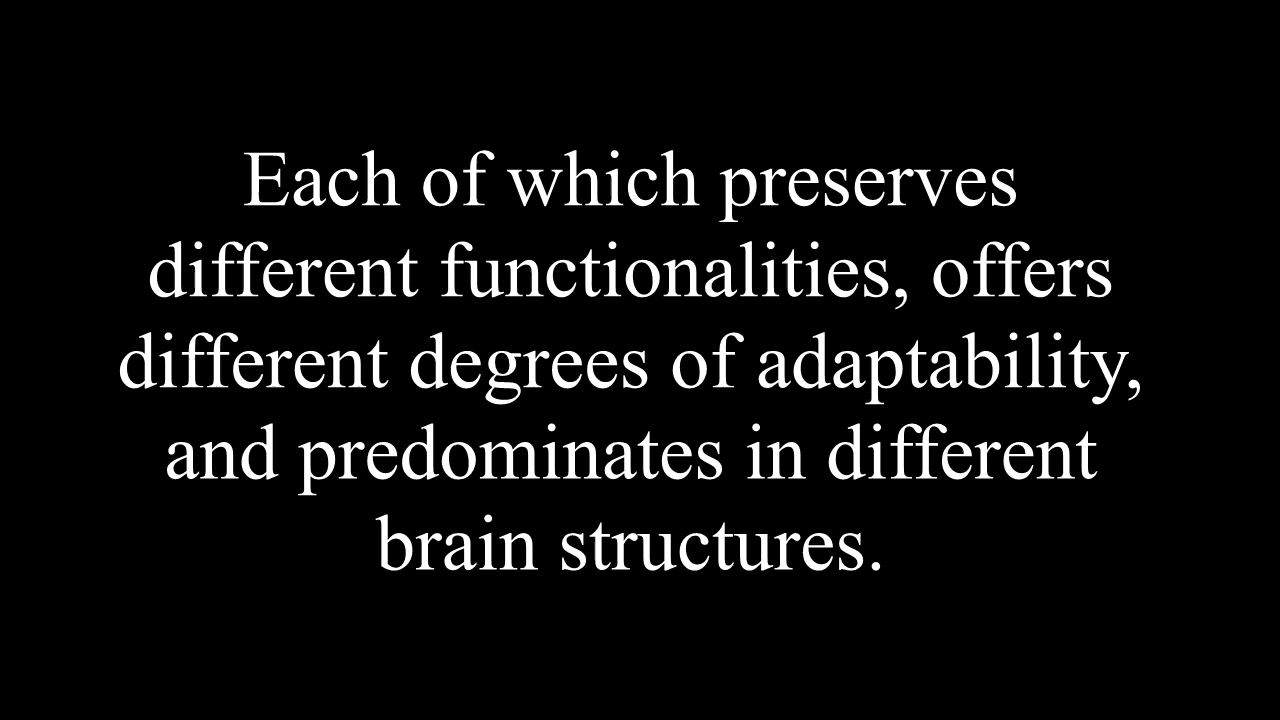 Each of which preserves
different functionalities, offers
different degrees of adaptability,
and predominates in different
brain structures.